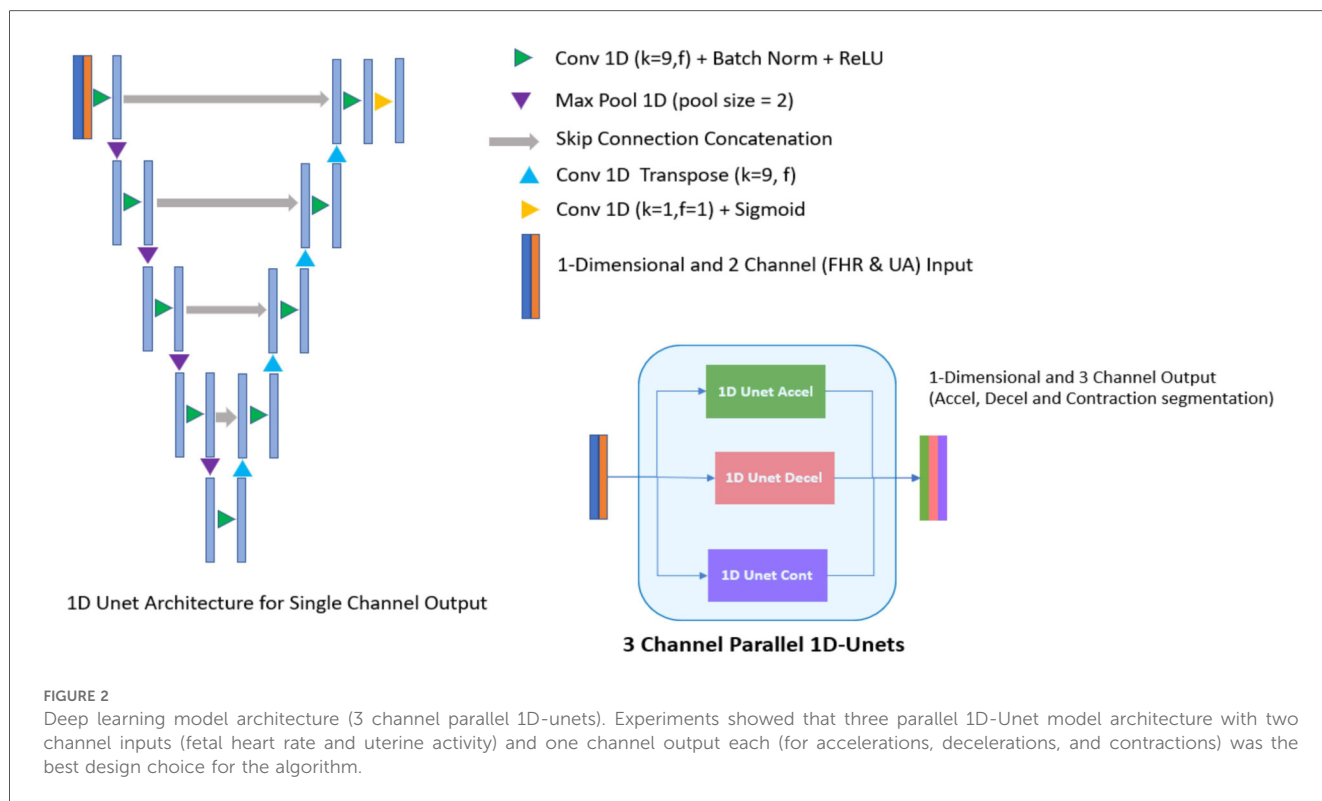 Conv 1D (k=9,f) + Batch Norm + ReLU
Max Pool 1D (pool size = 2)
Skip Connection Concatenation
Conv 1D  Transpose (k=9, f)
Conv 1D (k=1,f=1) + Sigmoid
1-Dimensional and 2 Channel (FHR & UA) Input
1D Unet Architecture for Single Channel Output
1D Unet Accel
1D Unet Decel
1D Unet Cont
1-Dimensional and 3 Channel Output
(Accel, Decel and Contraction segmentation)
3 Channel Parallel 1D-Unets
FIGURE 2
Deep learning model architecture (3 channel parallel 1D-unets). Experiments showed that three parallel 1D-Unet model architecture with two
channel inputs (fetal heart rate and uterine activity) and one channel output each (for accelerations, decelerations, and contractions) was the
best design choice for the algorithm.